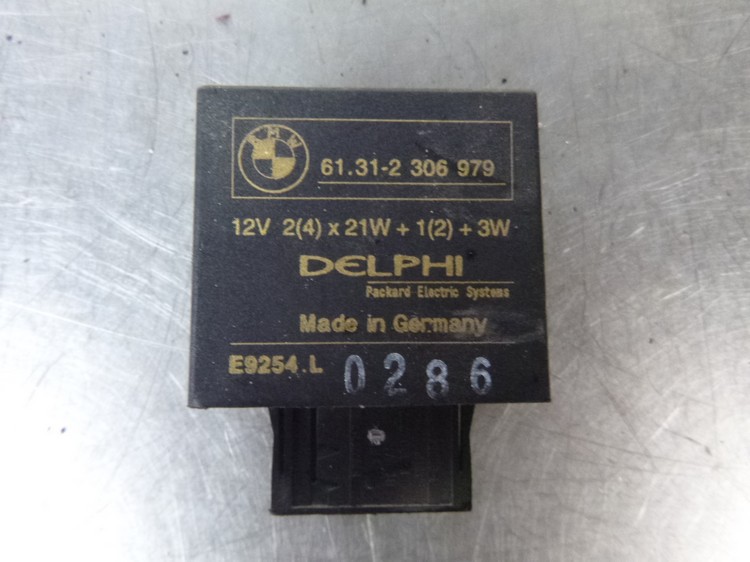 BMW
61.31-2 306 979
12V 2(4) x 21W + 1(2) + 3W
DELPHI
Packard Electric Systems
Made in Germany
E9254.L 0286